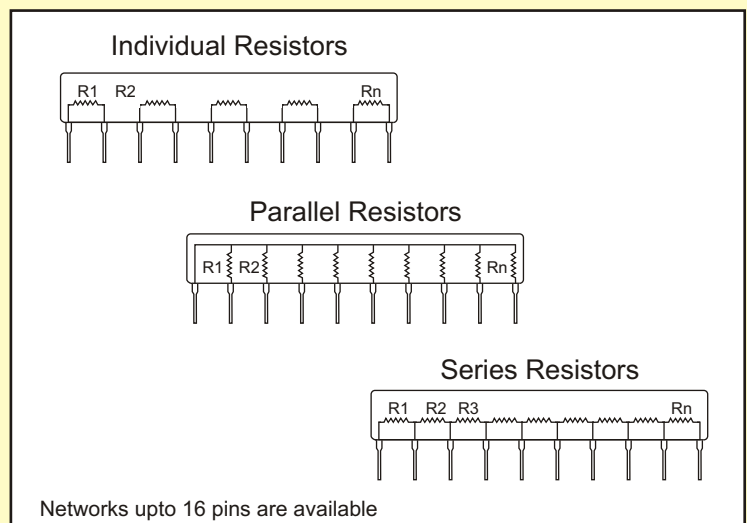 Individual Resistors
R1 R2 Rn
Parallel Resistors
R1 R2 Rn
Series Resistors
R1 R2 R3 Rn
Networks upto 16 pins are available